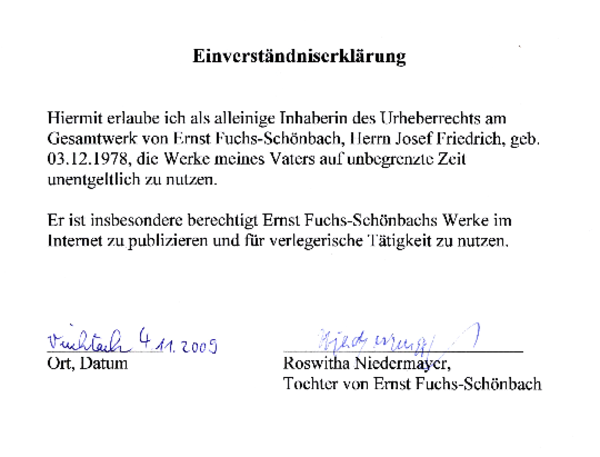 Einverständniserklärung
Hiermit erlaube ich als alleinige Inhaberin des Urheberrechts am
Gesamtwerk von Ernst Fuchs-Schönbach, Herrn Josef Friedrich, geb.
03.12.1978, die Werke meines Vaters auf unbegrenzte Zeit
unentgeltlich zu nutzen.
Er ist insbesondere berechtigt Ernst Fuchs-Schönbachs Werke im
Internet zu publizieren und für verlegerische Tätigkeit zu nutzen.
Viechtach 4 11.2009
Ort, Datum
Roswitha Niedermayer,
Tochter von Ernst Fuchs-Schönbach